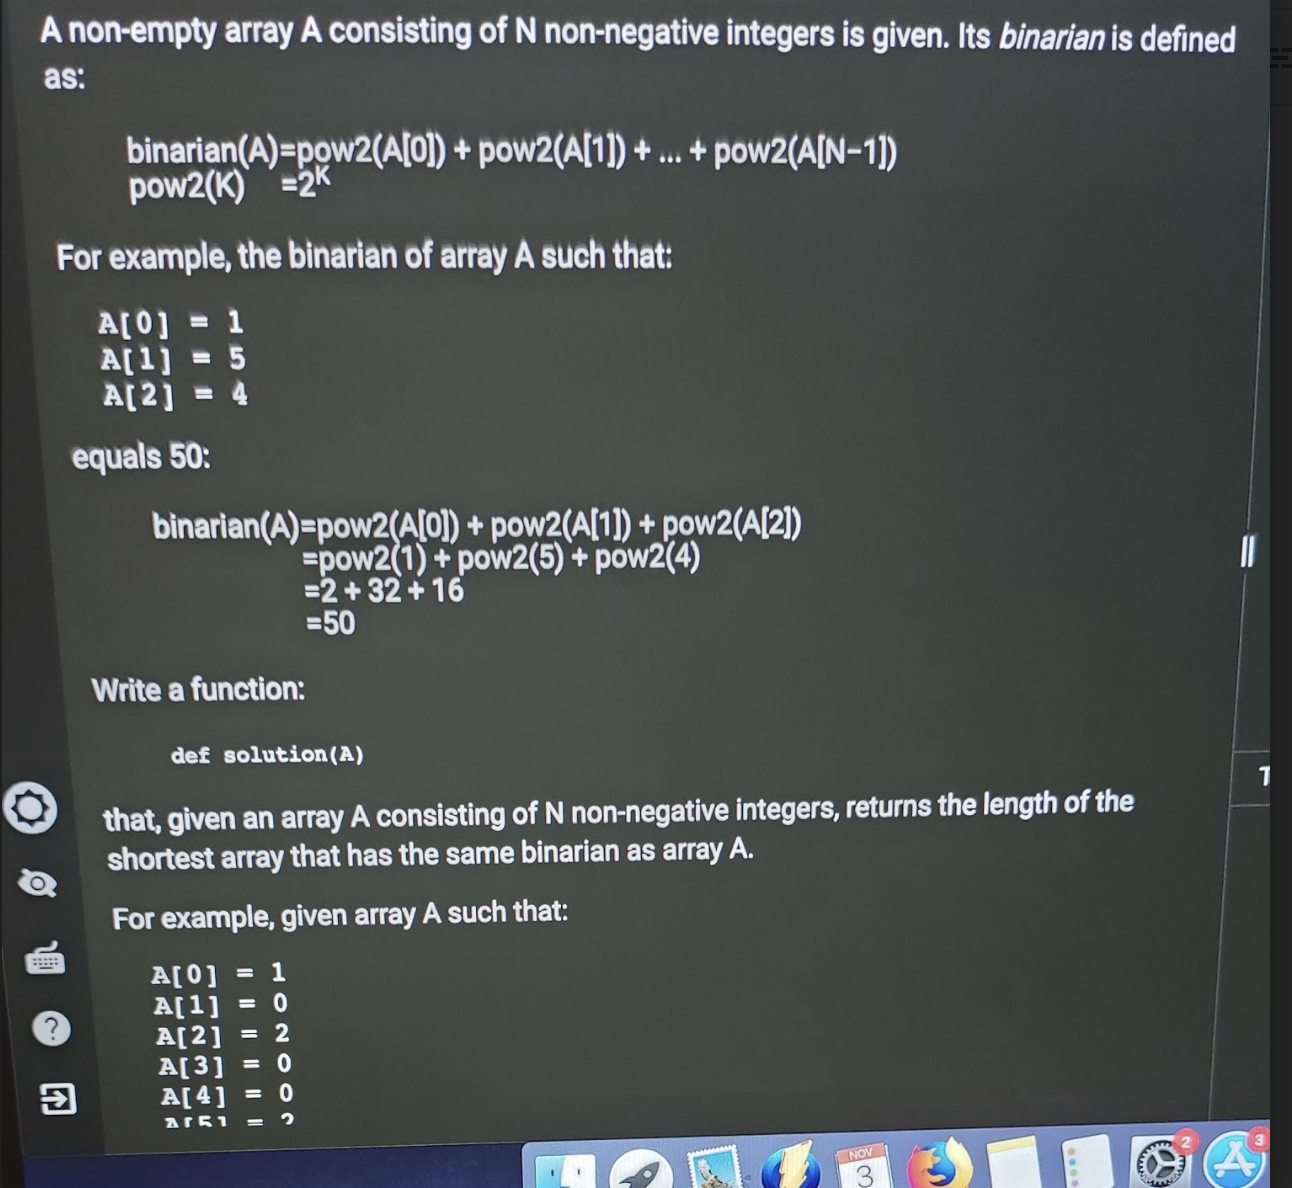 A non-empty array A consisting of N non-negative integers is given. Its binarian is defined
as:
binarian(A)=pow2(A[0]) + pow2(A[1]) + ... + pow2(A[N-1])
pow2(K) =2ᴷ
For example, the binarian of array A such that:
A[0] = 1
A[1] = 5
A[2] = 4
equals 50:
binarian(A)=pow2(A[0]) + pow2(A[1]) + pow2(A[2])
=pow2(1) + pow2(5) + pow2(4)
=2 + 32 + 16
=50
Write a function:
def solution(A)
that, given an array A consisting of N non-negative integers, returns the length of the
shortest array that has the same binarian as array A.
For example, given array A such that:
A[0] = 1
A[1] = 0
A[2] = 2
A[3] = 0
A[4] = 0
A[5] =
NOV
3
2
3